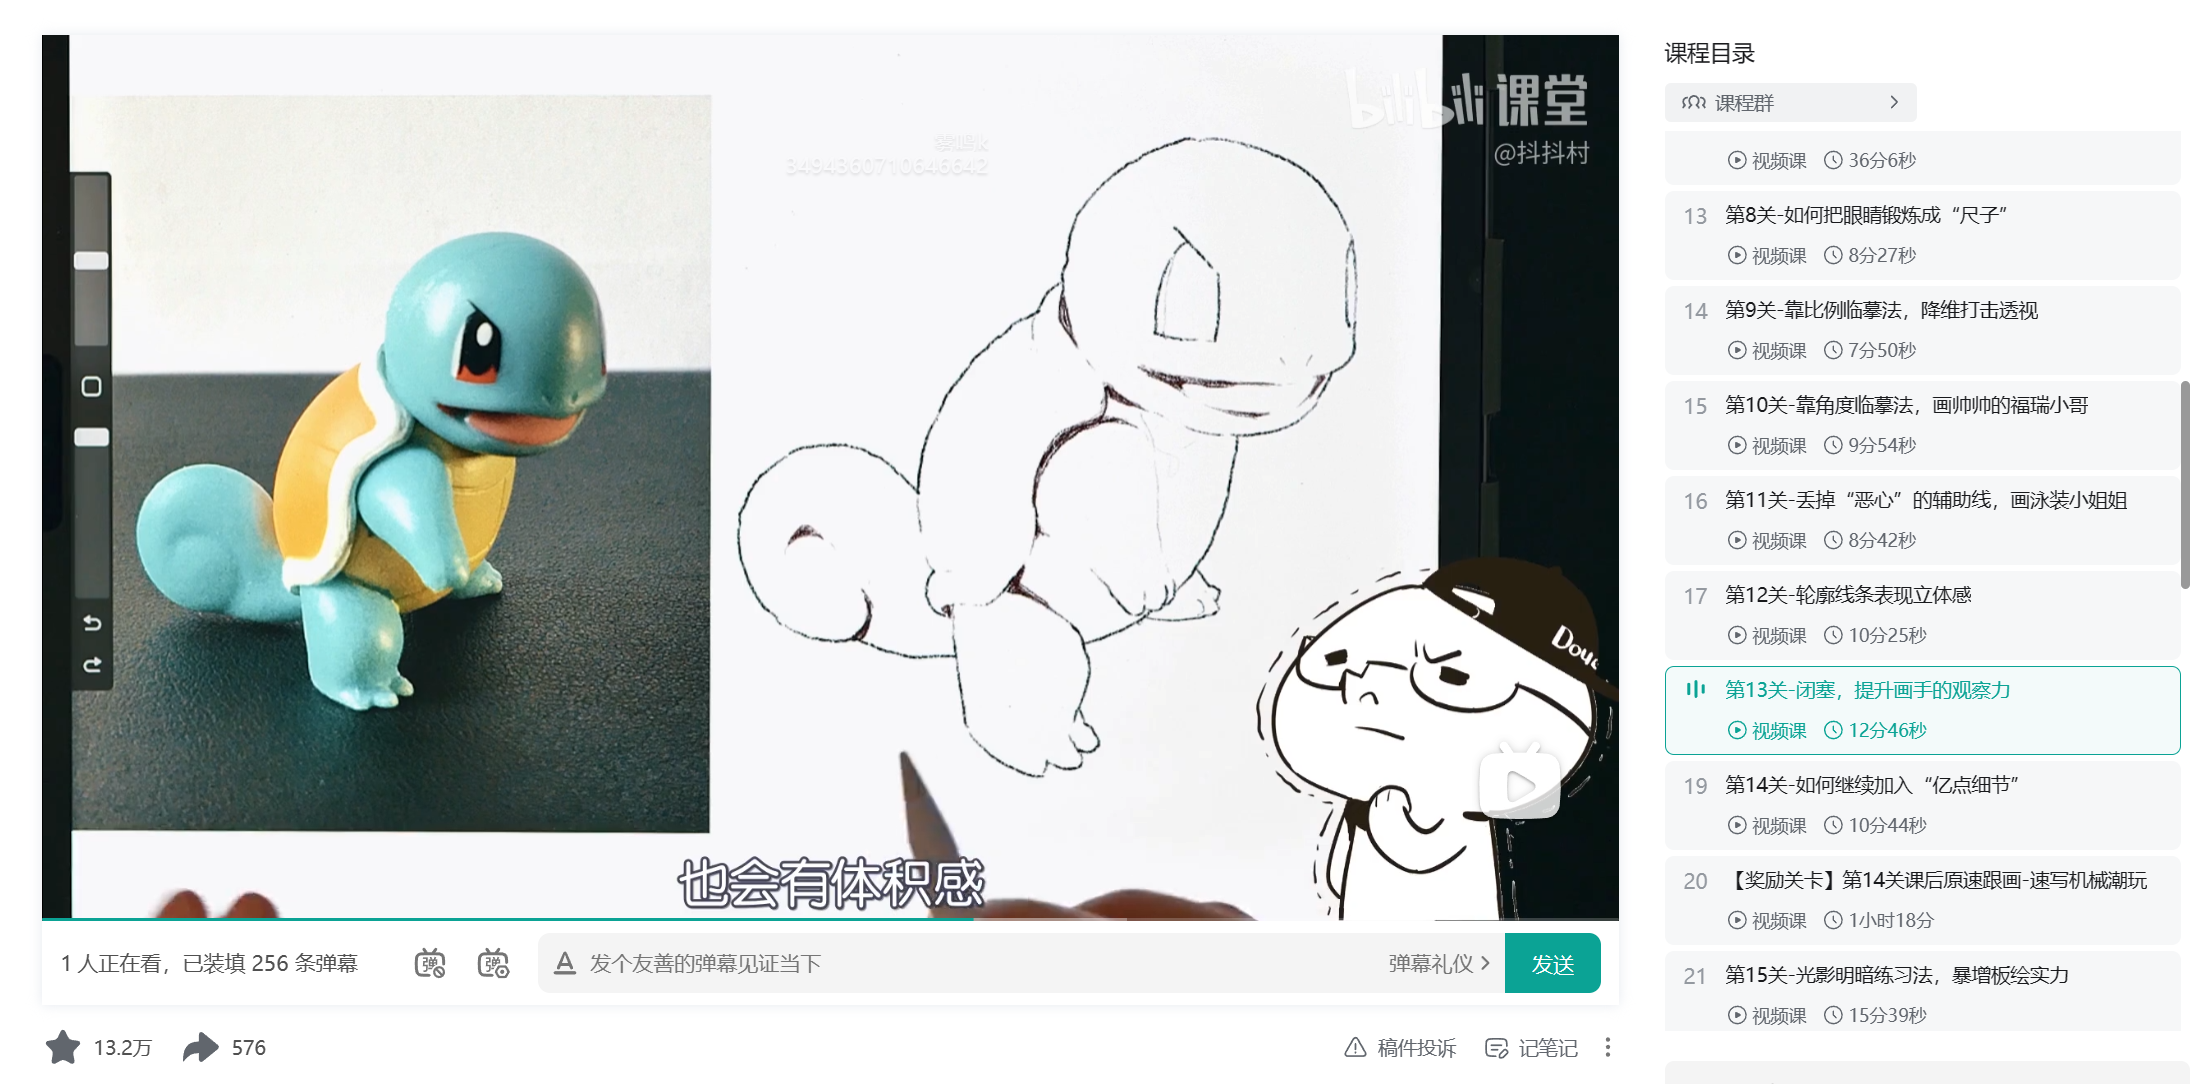 bilibili课堂
@抖抖村
3494360710646642
Douc
也会有体积感
1人正在看，已装填 256 条弹幕
弹
弹
发个友善的弹幕见证当下
弹幕礼仪
发送
13.2万
576
稿件投诉
记笔记
课程目录
课程群
视频课 36分6秒
13 第8关-如何把眼睛锻炼成“尺子”
视频课 8分27秒
14 第9关-靠比例临摹法，降维打击透视
视频课 7分50秒
15 第10关-靠角度临摹法，画帅帅的福瑞小哥
视频课 9分54秒
16 第11关-丢掉“恶心”的辅助线，画泳装小姐姐
视频课 8分42秒
17 第12关-轮廓线条表现立体感
视频课 10分25秒
第13关-闭塞，提升画手的观察力
视频课 12分46秒
19 第14关-如何继续加入“亿点细节”
视频课 10分44秒
20 【奖励关卡】第14关课后原速跟画-速写机械潮玩
视频课 1小时18分
21 第15关-光影明暗练习法，暴增板绘实力
视频课 15分39秒